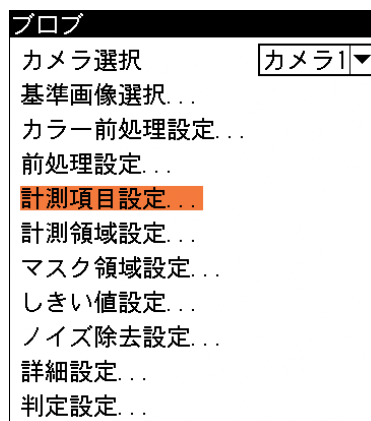 ブロブ
カメラ選択 カメラ1
基準画像選択...
カラー前処理設定...
前処理設定...
計測項目設定...
計測領域設定...
マスク領域設定...
しきい値設定...
ノイズ除去設定...
詳細設定...
判定設定...